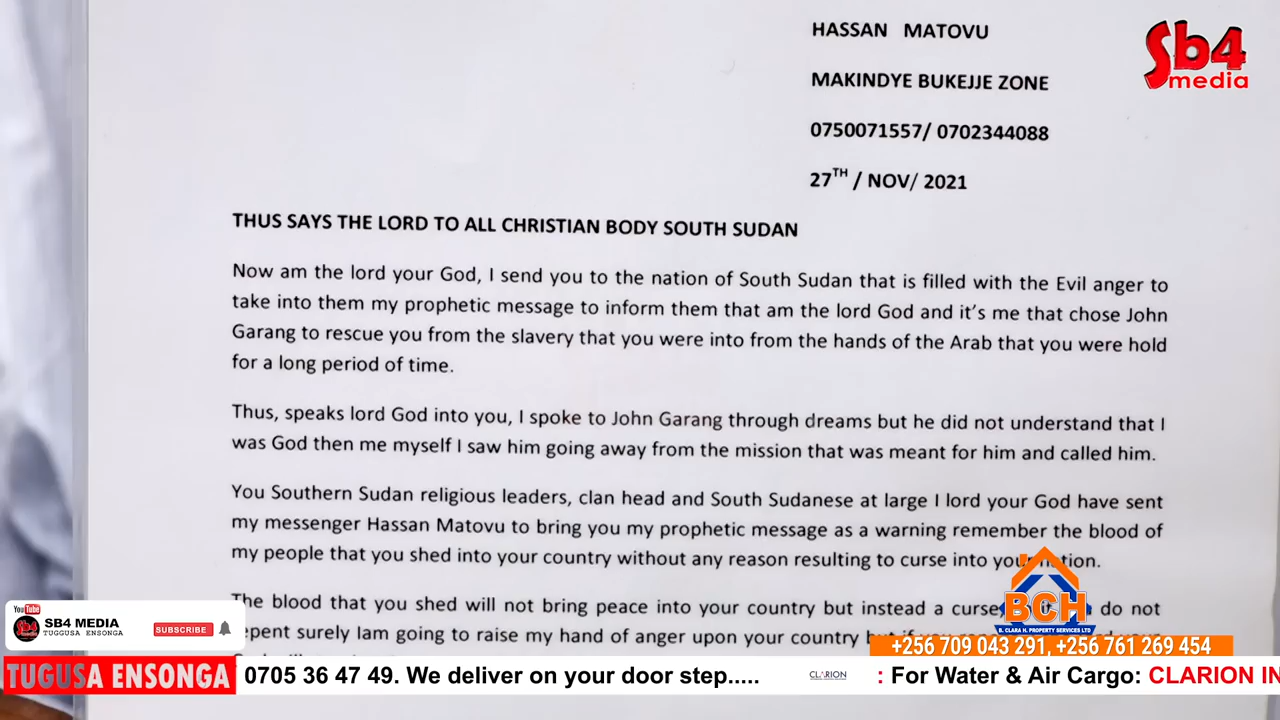 HASSAN MATOVU
MAKINDYE BUKEJJE ZONE
0750071557/ 0702344088
27TH / NOV/ 2021
Sb4
media
THUS SAYS THE LORD TO ALL CHRISTIAN BODY SOUTH SUDAN
Now am the lord your God, I send you to the nation of South Sudan that is filled with the Evil anger to
take into them my prophetic message to inform them that am the lord God and it's me that chose John
Garang to rescue you from the slavery that you were into from the hands of the Arab that you were hold
for a long period of time.
Thus, speaks lord God into you, I spoke to John Garang through dreams but he did not understand that I
was God then me myself I saw him going away from the mission that was meant for him and called him.
You Southern Sudan religious leaders, clan head and South Sudanese at large I lord your God have sent
my messenger Hassan Matovu to bring you my prophetic message as a warning remember the blood of
my people that you shed into your country without any reason resulting to curse into your nation.
The blood that you shed will not bring peace into your country but instead a curse, do not
repent surely Iam going to raise my hand of anger upon your country but if
BCH
B. CLARA N. PROPERTY SERVICES LTD
+256 709 043 291, +256 761 269 454
YouTube
Sb4
SB4 MEDIA
TUGGUSA ENSONGA
SUBSCRIBE
TUGUSA ENSONGA
0705 36 47 49. We deliver on your door step.....
CLARION
: For Water & Air Cargo: CLARION IN